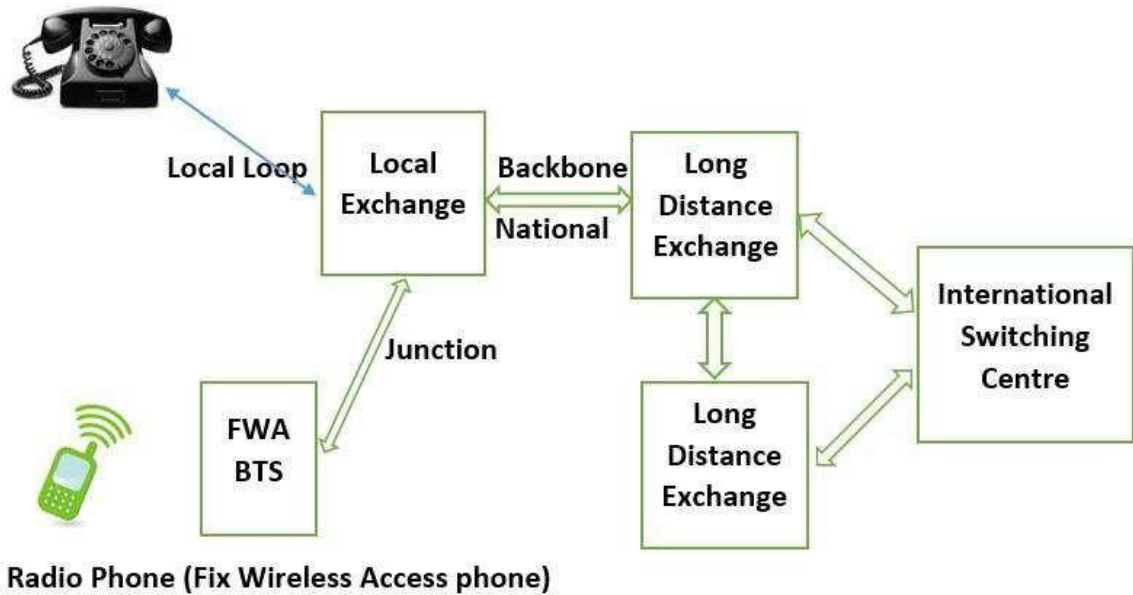 Local Loop
Local
Exchange
Backbone
National
Long
Distance
Exchange
International
Switching
Centre
Junction
FWA
BTS
Long
Distance
Exchange
Radio Phone (Fix Wireless Access phone)